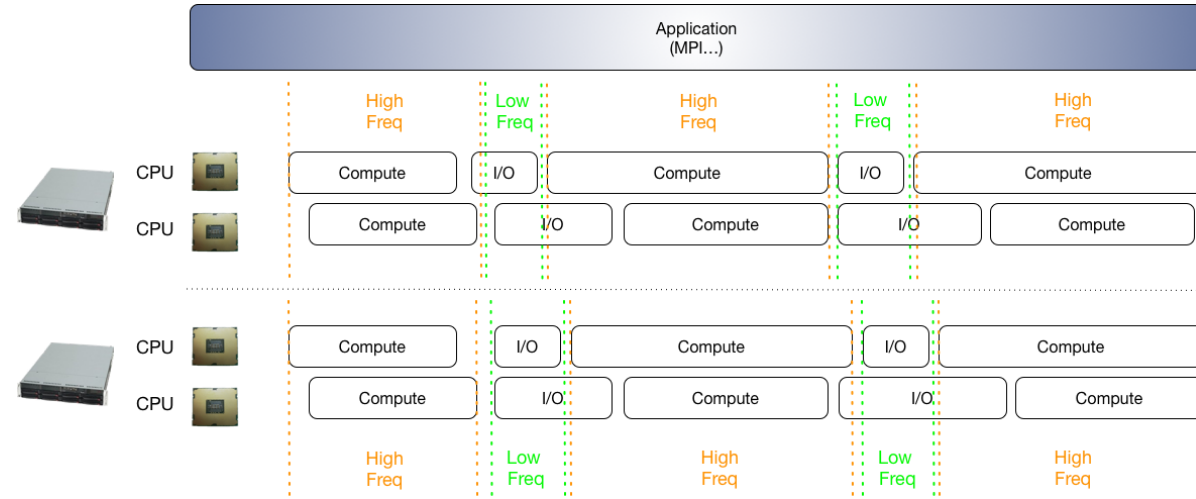 Application
(MPI...)
High
Freq
Low
Freq
High
Freq
Low
Freq
High
Freq
CPU
Compute
I/O
Compute
I/O
Compute
CPU
Compute
I/O
Compute
I/O
Compute
CPU
Compute
I/O
Compute
I/O
Compute
CPU
Compute
I/O
Compute
I/O
Compute
High
Freq
Low
Freq
High
Freq
Low
Freq
High
Freq